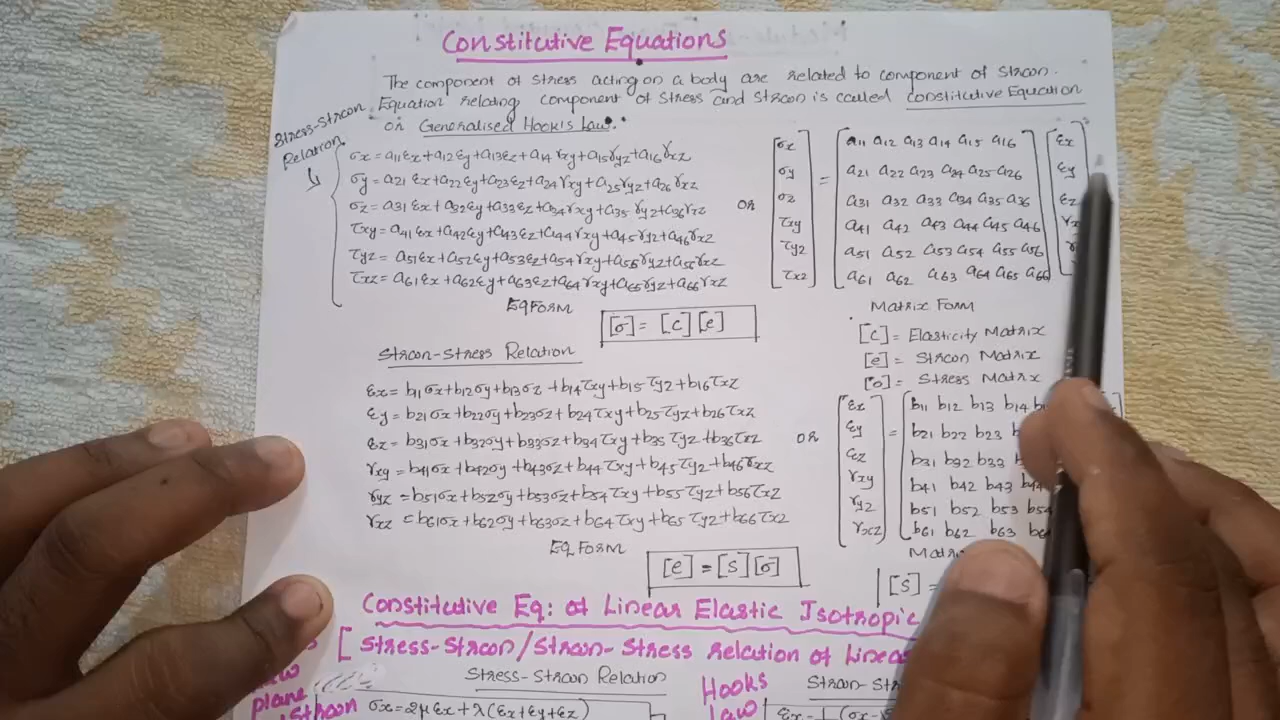 Constitutive Equations
The component of stress acting on a body are related to component of strain.
Equation relating component of stress and strain is called constitutive Equation
or Generalised Hook's Law.
Stress-Strain
Relation
σx = a11εx+a12εy+a13εz+a14γxy+a15γyz+a16γxz
σy = a21εx+a22εy+a23εz+a24γxy+a25γyz+a26γxz
σz = a31εx+a32εy+a33εz+a34γxy+a35γyz+a36γxz
τxy = a41εx+a42εy+a43εz+a44γxy+a45γyz+a46γxz
τyz = a51εx+a52εy+a53εz+a54γxy+a55γyz+a56γxz
τxz = a61εx+a62εy+a63εz+a64γxy+a65γyz+a66γxz
Eq Form
or
σx a11 a12 a13 a14 a15 a16 εx
σy = a21 a22 a23 a24 a25 a26 εy
σz a31 a32 a33 a34 a35 a36 εz
τxy a41 a42 a43 a44 a45 a46
τyz a51 a52 a53 a54 a55 a56
τxz a61 a62 a63 a64 a65 a66
Matrix Form
[σ] = [c][e]
[c] = Elasticity Matrix
[e] = Strain Matrix
[σ] = Stress Matrix
Strain-Stress Relation
εx = b11σx+b12σy+b13σz+b14τxy+b15τyz+b16τxz
εy = b21σx+b22σy+b23σz+b24τxy+b25τyz+b26τxz
εz = b31σx+b32σy+b33σz+b34τxy+b35τyz+b36τxz
γxy = b41σx+b42σy+b43σz+b44τxy+b45τyz+b46τxz
γyz = b51σx+b52σy+b53σz+b54τxy+b55τyz+b56τxz
γxz = b61σx+b62σy+b63σz+b64τxy+b65τyz+b66τxz
Eq Form
or
εx b11 b12 b13 b14
εy = b21 b22 b23
εz b31 b32 b33
γxy b41 b42 b43 b44
γyz b51 b52 b53 b54
γxz b61 b62 b63
[e] = [S][σ]
[S] =
Constitutive Eq: of Linear Elastic Isotropic
[Stress-Strain/Strain-Stress relation of
Stress-Strain Relation
Hooks
Law
plane
σx = 2μεx+λ(εx+εy+εz)